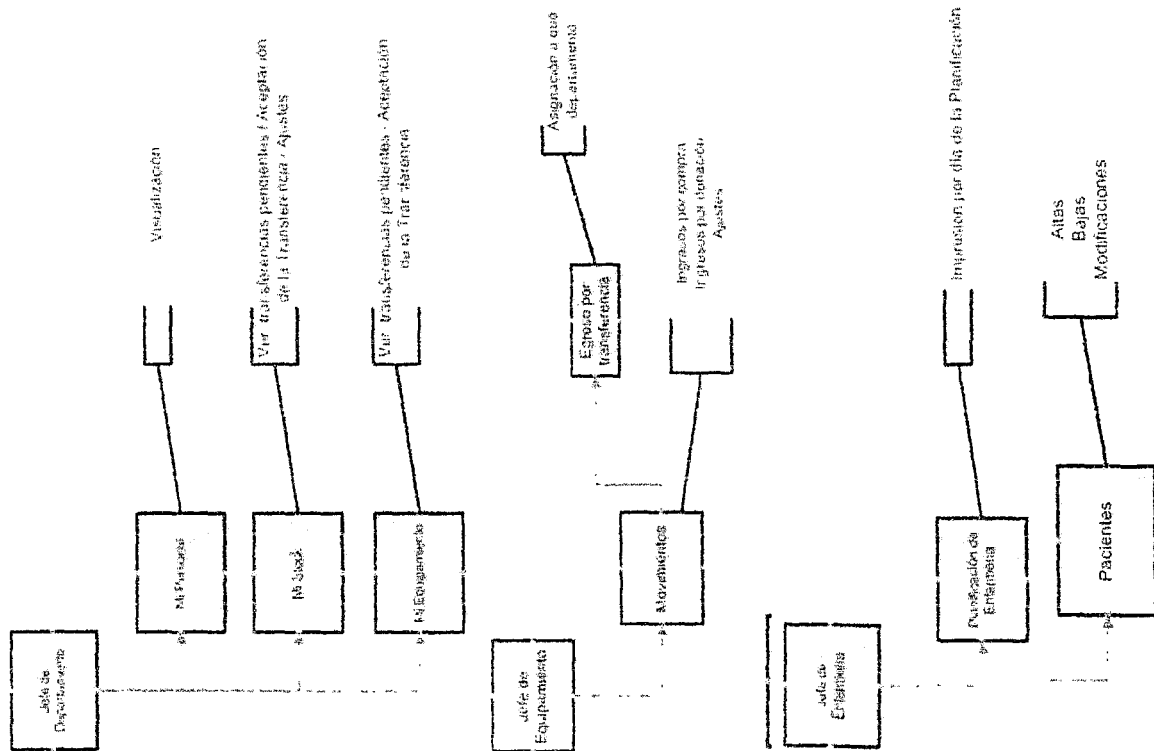 Jefe de
Departamento
Mi Personal
Visualización
Mi Stock
Ver transferencias pendientes / Aceptación
de la Transferencia - Ajustes
Mi Equipamiento
Ver transferencias pendientes - Aceptación
de la Transferencia
Jefe de
Equipamiento
Movimientos
Egreso por
transferencia
Asignación a que
departamento
Ingresos por compra
Ingresos por donación
Ajustes
Jefe de
Enfermería
Planificación de
Enfermería
Impresión por día de la Planificación
Pacientes
Altas
Bajas
Modificaciones